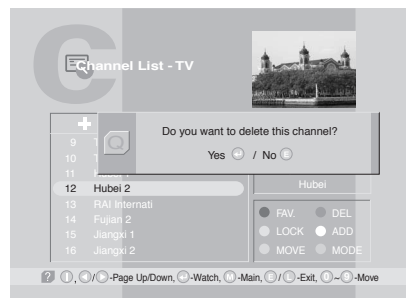 Channel List - TV
Do you want to delete this channel?
Yes / No E
9 T
10 T
11
12 Hubei 2
13 RAI Internati
14 Fujian 2
15 Jiangxi 1
16 Jiangxi 2
Hubei
FAV. DEL
LOCK ADD
MOVE MODE
? , / -Page Up/Down, -Watch, M -Main, E / -Exit, 0 ~ 9 -Move